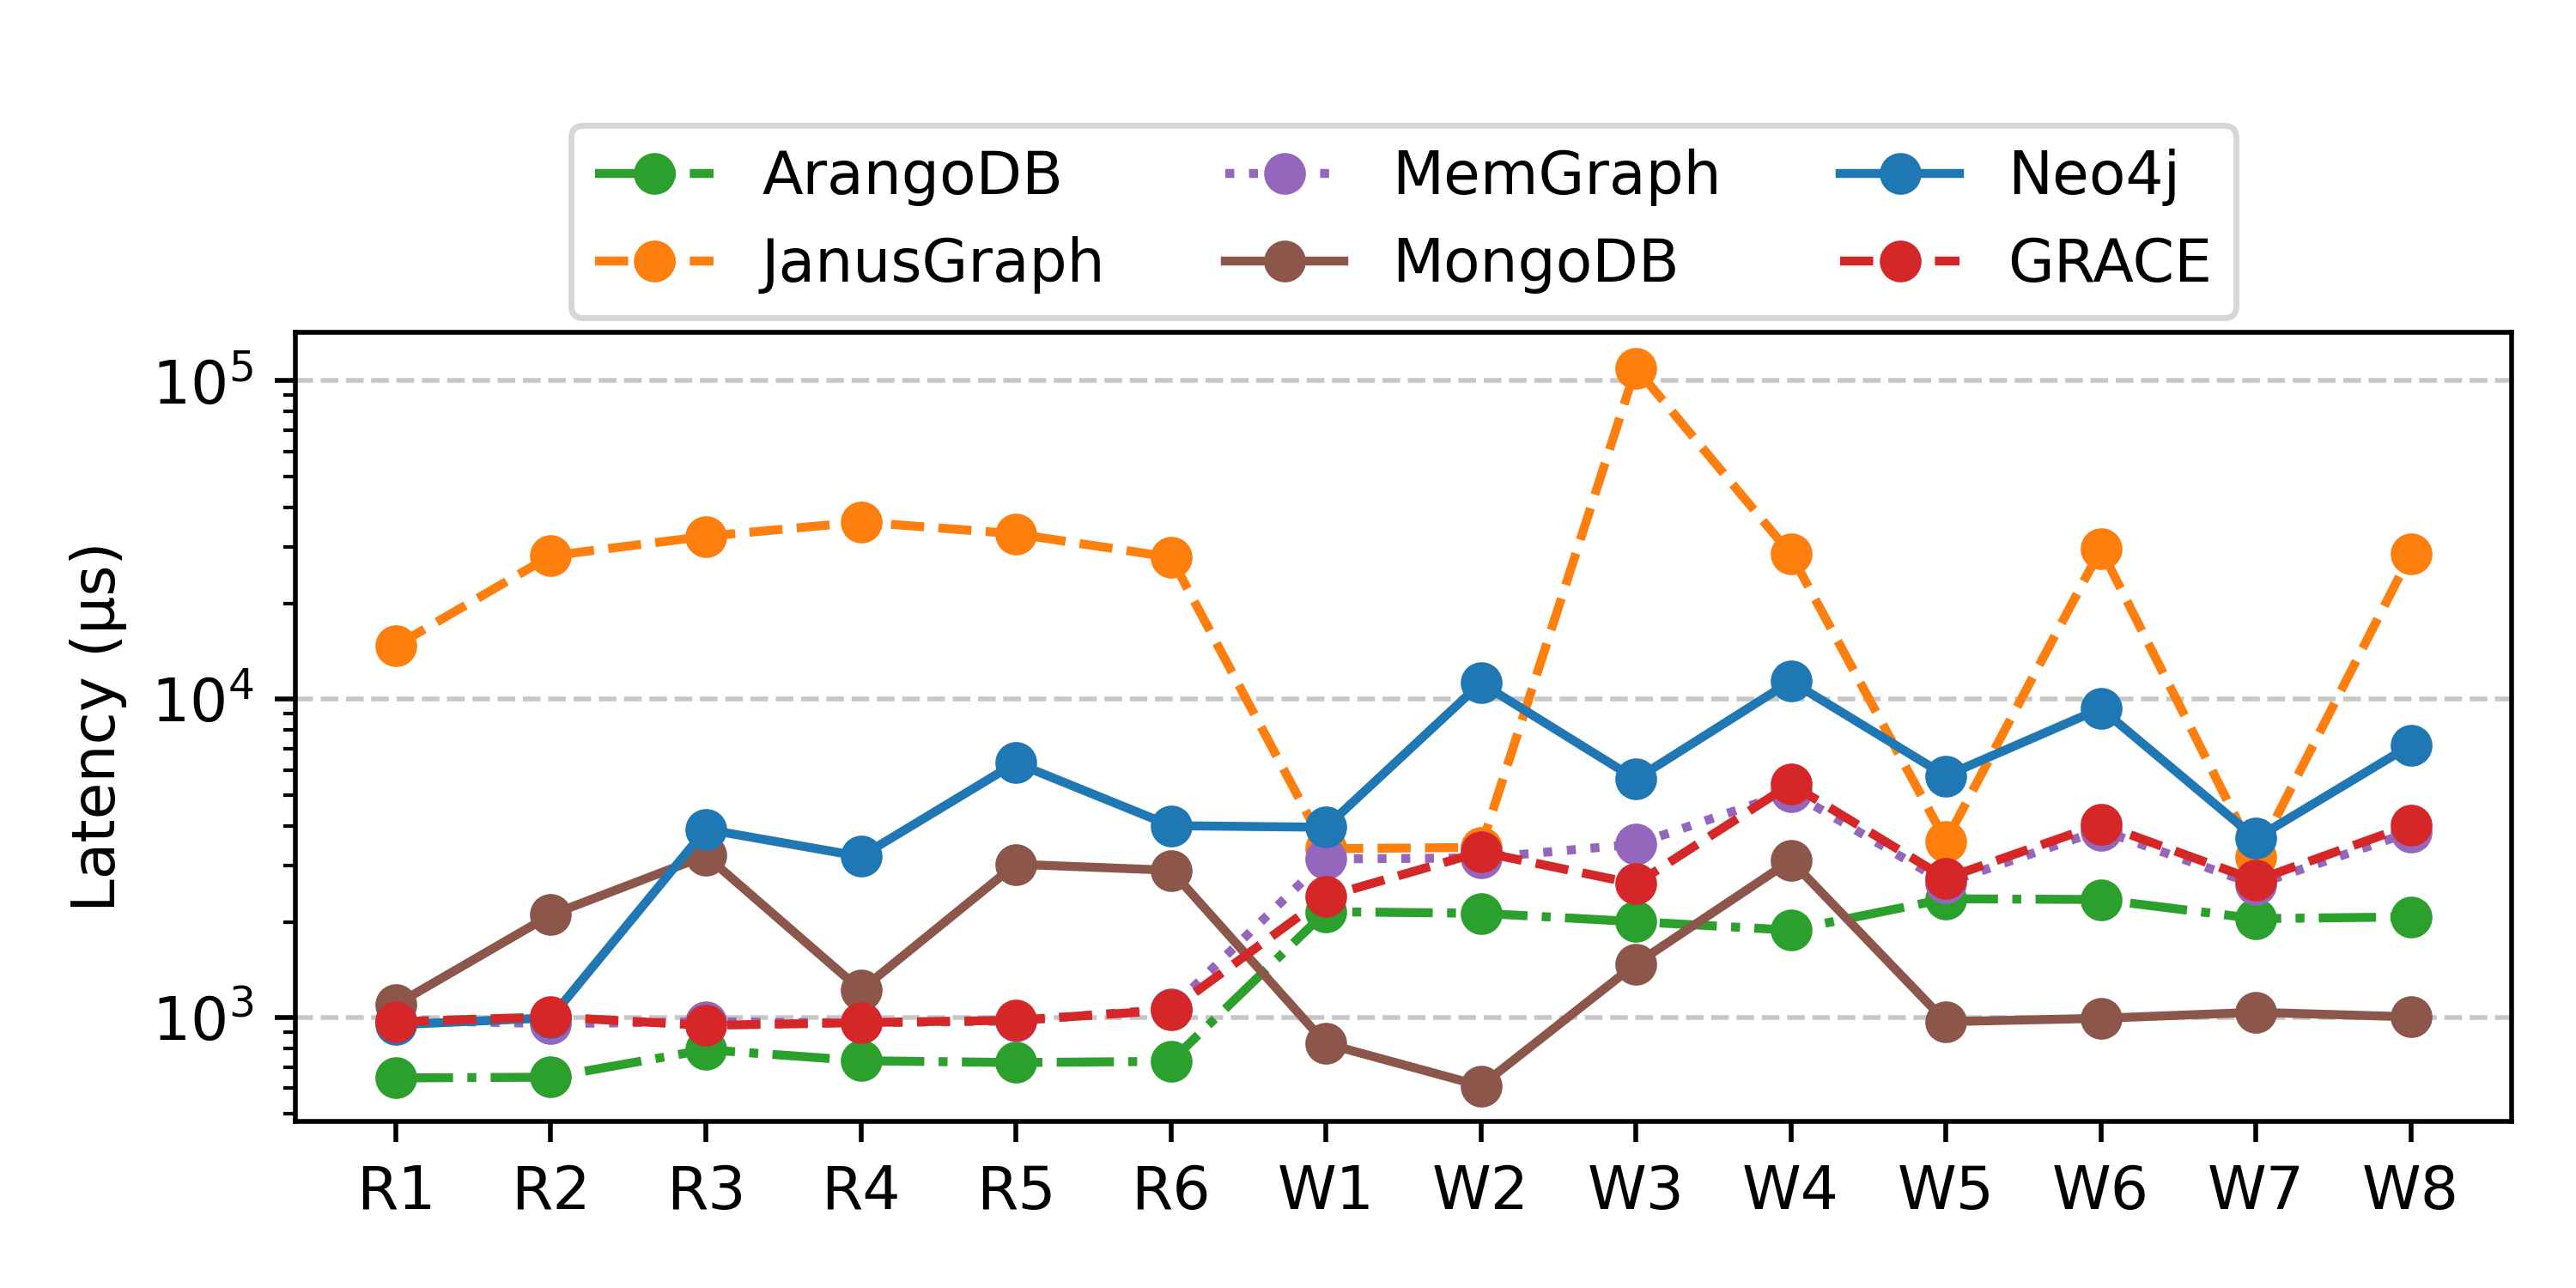 ArangoDB MemGraph Neo4j
JanusGraph MongoDB GRACE
Latency (µs)
10⁵
10⁴
10³
R1 R2 R3 R4 R5 R6 W1 W2 W3 W4 W5 W6 W7 W8